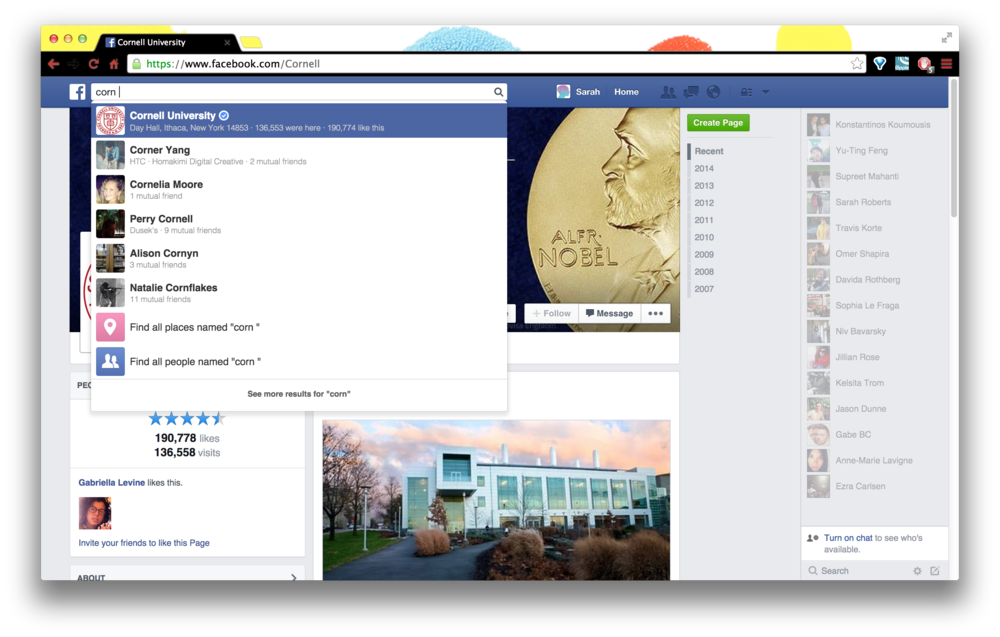 Cornell University
https://www.facebook.com/Cornell
5
corn
Sarah
Home
Cornell University
Day Hall, Ithaca, New York 14853 · 136,553 were here · 190,774 like this
Corner Yang
HTC · Homakimi Digital Creative · 2 mutual friends
Cornelia Moore
1 mutual friend
Perry Cornell
Dusek's · 9 mutual friends
Alison Cornyn
3 mutual friends
Natalie Cornflakes
11 mutual friends
Find all places named "corn "
Find all people named "corn "
See more results for "corn"
ALFR·
NOBEL
+ Follow
Message
•••
PEO
190,778 likes
136,558 visits
Gabriella Levine likes this.
Invite your friends to like this Page
ABOUT
Create Page
Recent
2014
2013
2012
2011
2010
2009
2008
2007
Konstantinos Koumousis
Yu-Ting Feng
Supreet Mahanti
Sarah Roberts
Travis Korte
Omer Shapira
Davida Rothberg
Sophia Le Fraga
Niv Bavarsky
Jillian Rose
Kelsita Trom
Jason Dunne
Gabe BC
Anne-Marie Lavigne
Ezra Carlsen
Turn on chat to see who's
available.
Search